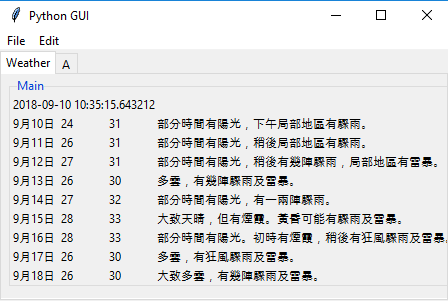 Python GUI
File Edit
Weather A
Main
2018-09-10 10:35:15.643212
9月10日 24 31 部分時間有陽光，下午局部地區有驟雨。
9月11日 26 31 部分時間有陽光，稍後局部地區有驟雨。
9月12日 27 31 部分時間有陽光，稍後有幾陣驟雨，局部地區有雷暴。
9月13日 26 30 多雲，有幾陣驟雨及雷暴。
9月14日 27 32 部分時間有陽光，有一兩陣驟雨。
9月15日 28 33 大致天晴，但有煙霞。黃昏可能有驟雨及雷暴。
9月16日 28 33 部分時間有陽光。初時有煙霞，稍後有狂風驟雨及雷暴。
9月17日 26 30 多雲，有狂風驟雨及雷暴。
9月18日 26 30 大致多雲，有幾陣驟雨及雷暴。